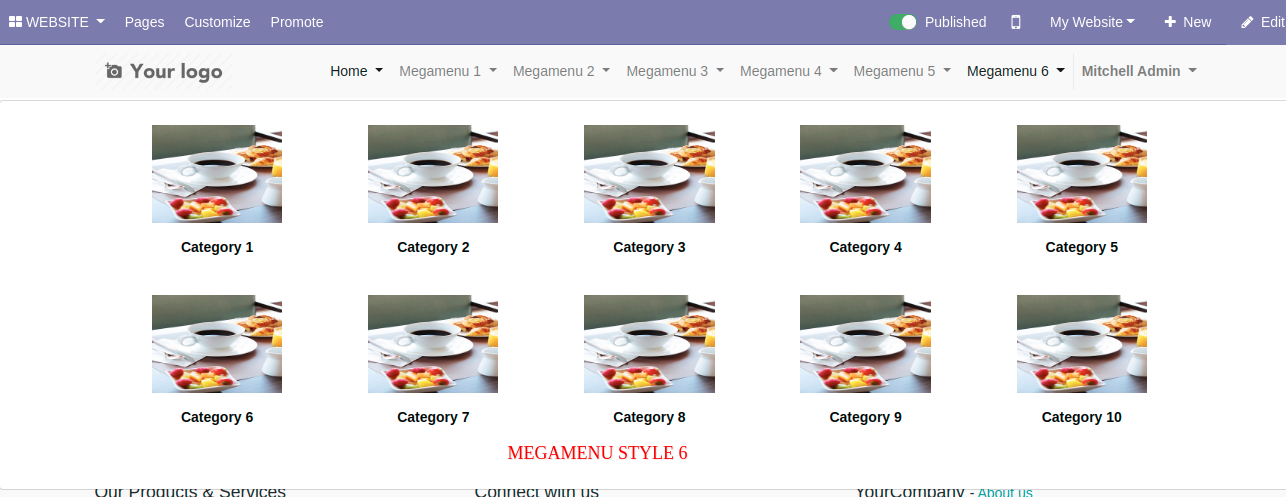 WEBSITE Pages Customize Promote Published My Website New Edit
Your logo Home Megamenu 1 Megamenu 2 Megamenu 3 Megamenu 4 Megamenu 5 Megamenu 6 Mitchell Admin
Category 1 Category 2 Category 3 Category 4 Category 5
Category 6 Category 7 Category 8 Category 9 Category 10
MEGAMENU STYLE 6
Our Products & Services Connect with us YourCompany - About us